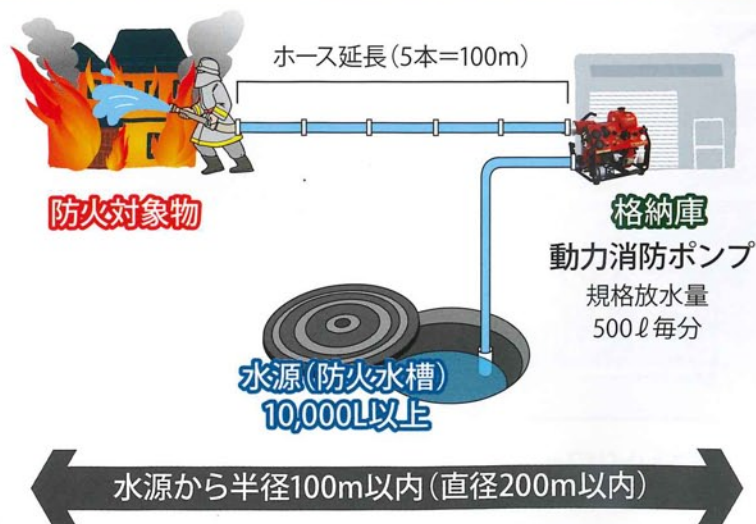 ホース延長(5本=100m)
防火対象物
格納庫
動力消防ポンプ
規格放水量
500ℓ毎分
水源(防火水槽)
10,000L以上
水源から半径100m以内(直径200m以内)